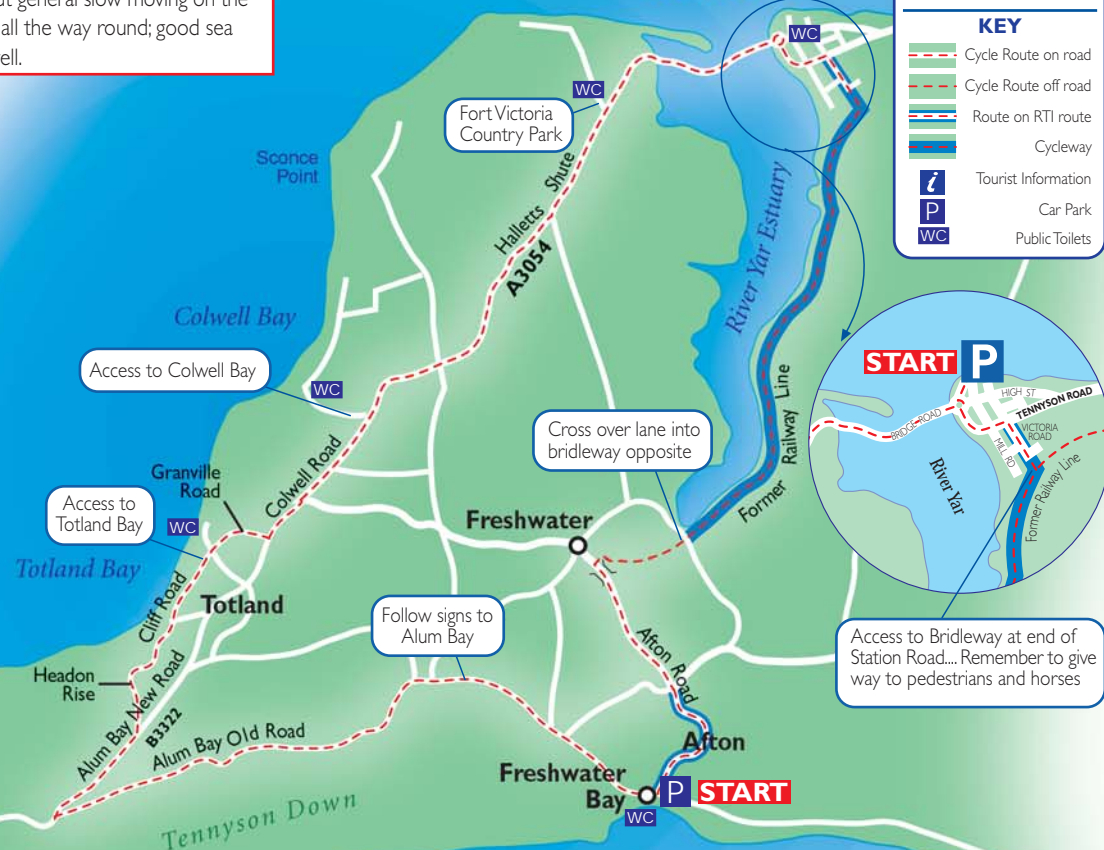 ut general slow moving on the
all the way round; good sea
ell.
KEY
Cycle Route on road
Cycle Route off road
Route on RTI route
Cycleway
i
Tourist Information
P
Car Park
WC
Public Toilets
WC
WC
Fort Victoria
Country Park
Sconce
Point
Halletts Shute
A3054
River Yar Estuary
Colwell Bay
Access to Colwell Bay
WC
START
P
HIGH ST
TENNYSON ROAD
BRIDGE ROAD
VICTORIA
ROAD
MILL RD
River Yar
Former Railway Line
Cross over lane into
bridleway opposite
Former Railway Line
Granville
Road
Colwell Road
Access to
Totland Bay
WC
Totland Bay
Freshwater
Cliff Road
Totland
Follow signs to
Alum Bay
Afton Road
Access to Bridleway at end of
Station Road.... Remember to give
way to pedestrians and horses
Headon
Rise
Alum Bay New Road
B3322
Alum Bay Old Road
Afton
Freshwater
Bay
P
START
WC
Tennyson Down